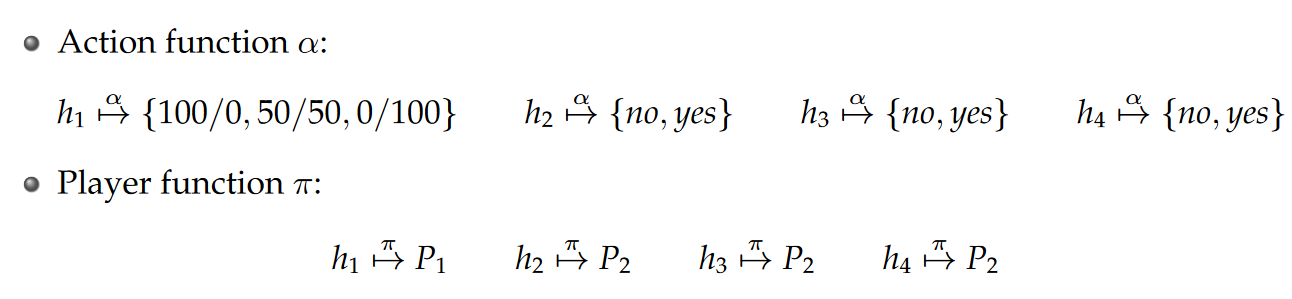 • Action function α:
h₁ ↦^α {100/0, 50/50, 0/100} h₂ ↦^α {no, yes} h₃ ↦^α {no, yes} h₄ ↦^α {no, yes}
• Player function π:
h₁ ↦^π P₁ h₂ ↦^π P₂ h₃ ↦^π P₂ h₄ ↦^π P₂